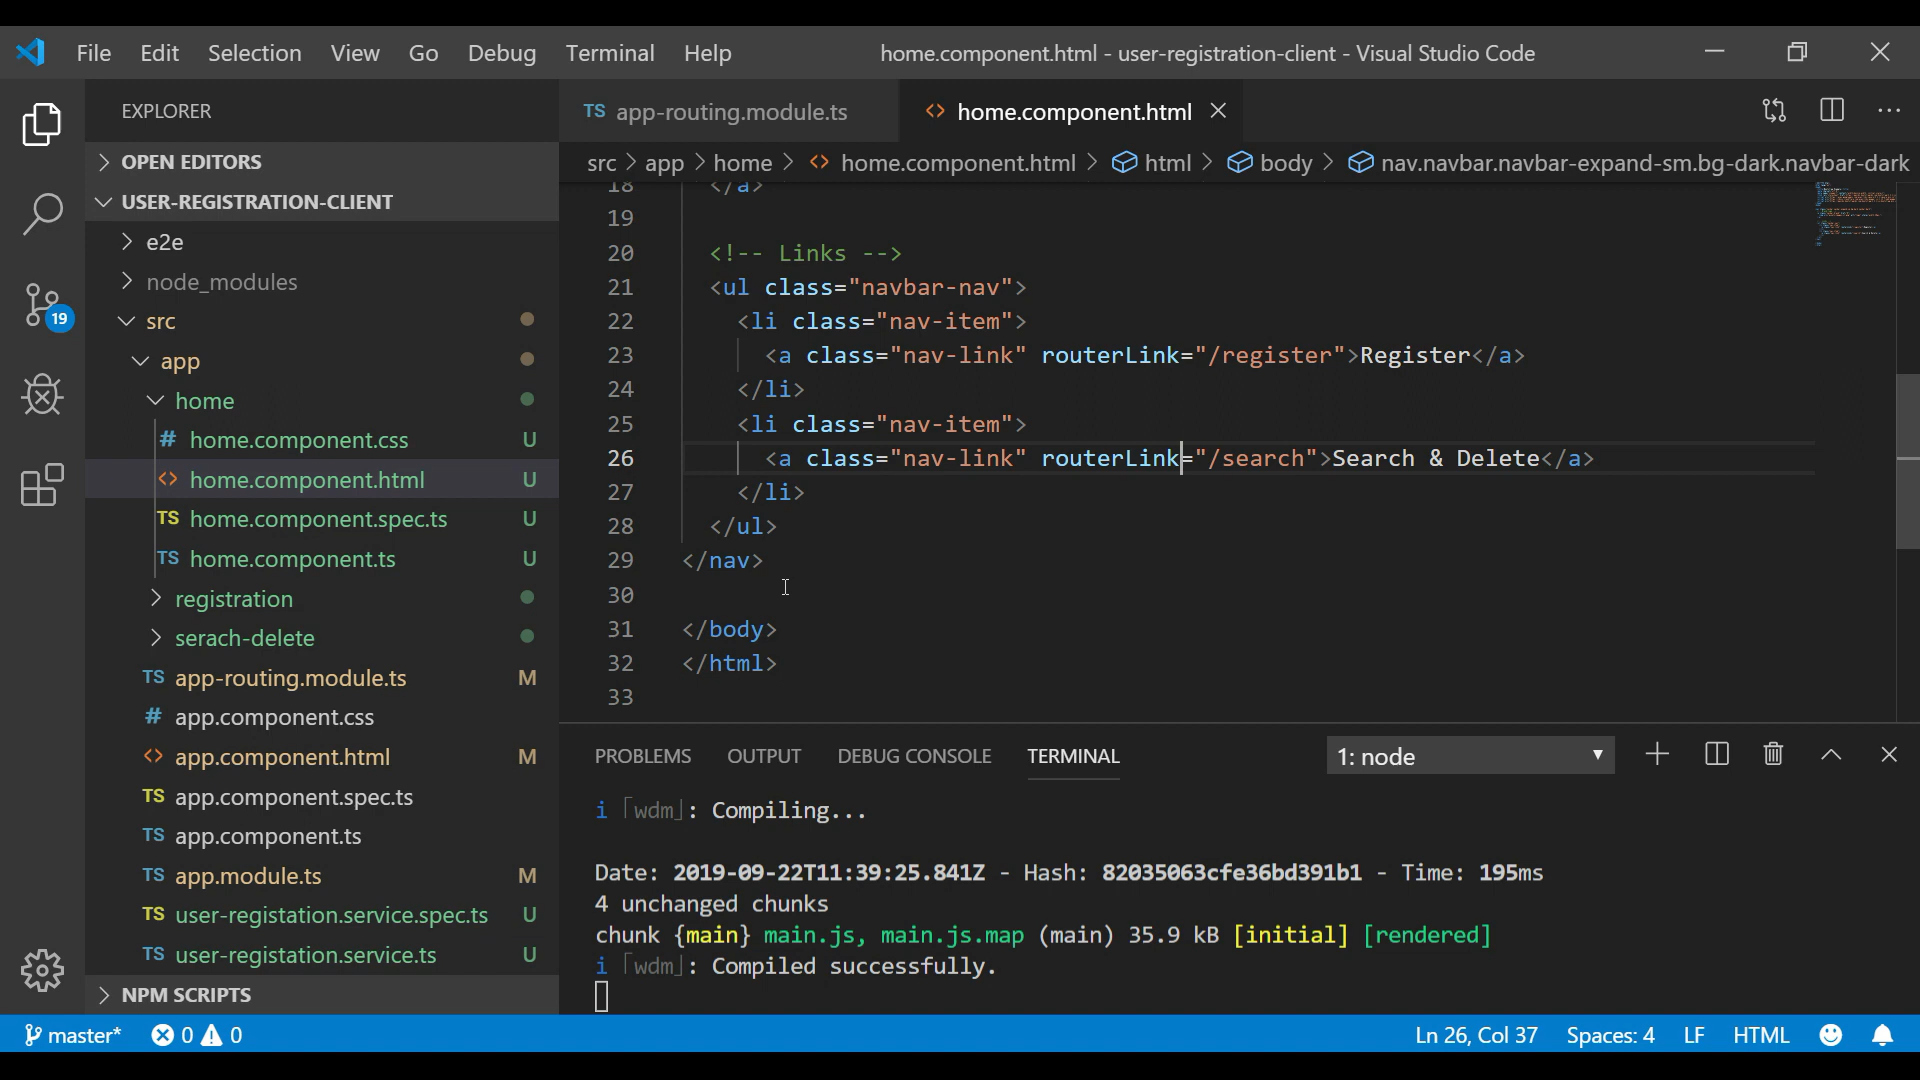 File Edit Selection View Go Debug Terminal Help
home.component.html - user-registration-client - Visual Studio Code
EXPLORER
OPEN EDITORS
USER-REGISTRATION-CLIENT
e2e
node_modules
src
app
home
# home.component.css U
<> home.component.html U
TS home.component.spec.ts U
TS home.component.ts U
registration
serach-delete
TS app-routing.module.ts M
# app.component.css
<> app.component.html M
TS app.component.spec.ts
TS app.component.ts
TS app.module.ts M
TS user-registation.service.spec.ts U
TS user-registation.service.ts U
NPM SCRIPTS
19
TS app-routing.module.ts
<> home.component.html
src > app > home > <> home.component.html > html > body > nav.navbar.navbar-expand-sm.bg-dark.navbar-dark
18 </a>
19
20 <!-- Links -->
21 <ul class="navbar-nav">
22 <li class="nav-item">
23 <a class="nav-link" routerLink="/register">Register</a>
24 </li>
25 <li class="nav-item">
26 <a class="nav-link" routerLink="/search">Search & Delete</a>
27 </li>
28 </ul>
29 </nav>
30
31 </body>
32 </html>
33
PROBLEMS OUTPUT DEBUG CONSOLE TERMINAL 1: node
i ｢wdm｣: Compiling...
Date: 2019-09-22T11:39:25.841Z - Hash: 82035063cfe36bd391b1 - Time: 195ms
4 unchanged chunks
chunk {main} main.js, main.js.map (main) 35.9 kB [initial] [rendered]
i ｢wdm｣: Compiled successfully.
master* 0 0 Ln 26, Col 37 Spaces: 4 LF HTML